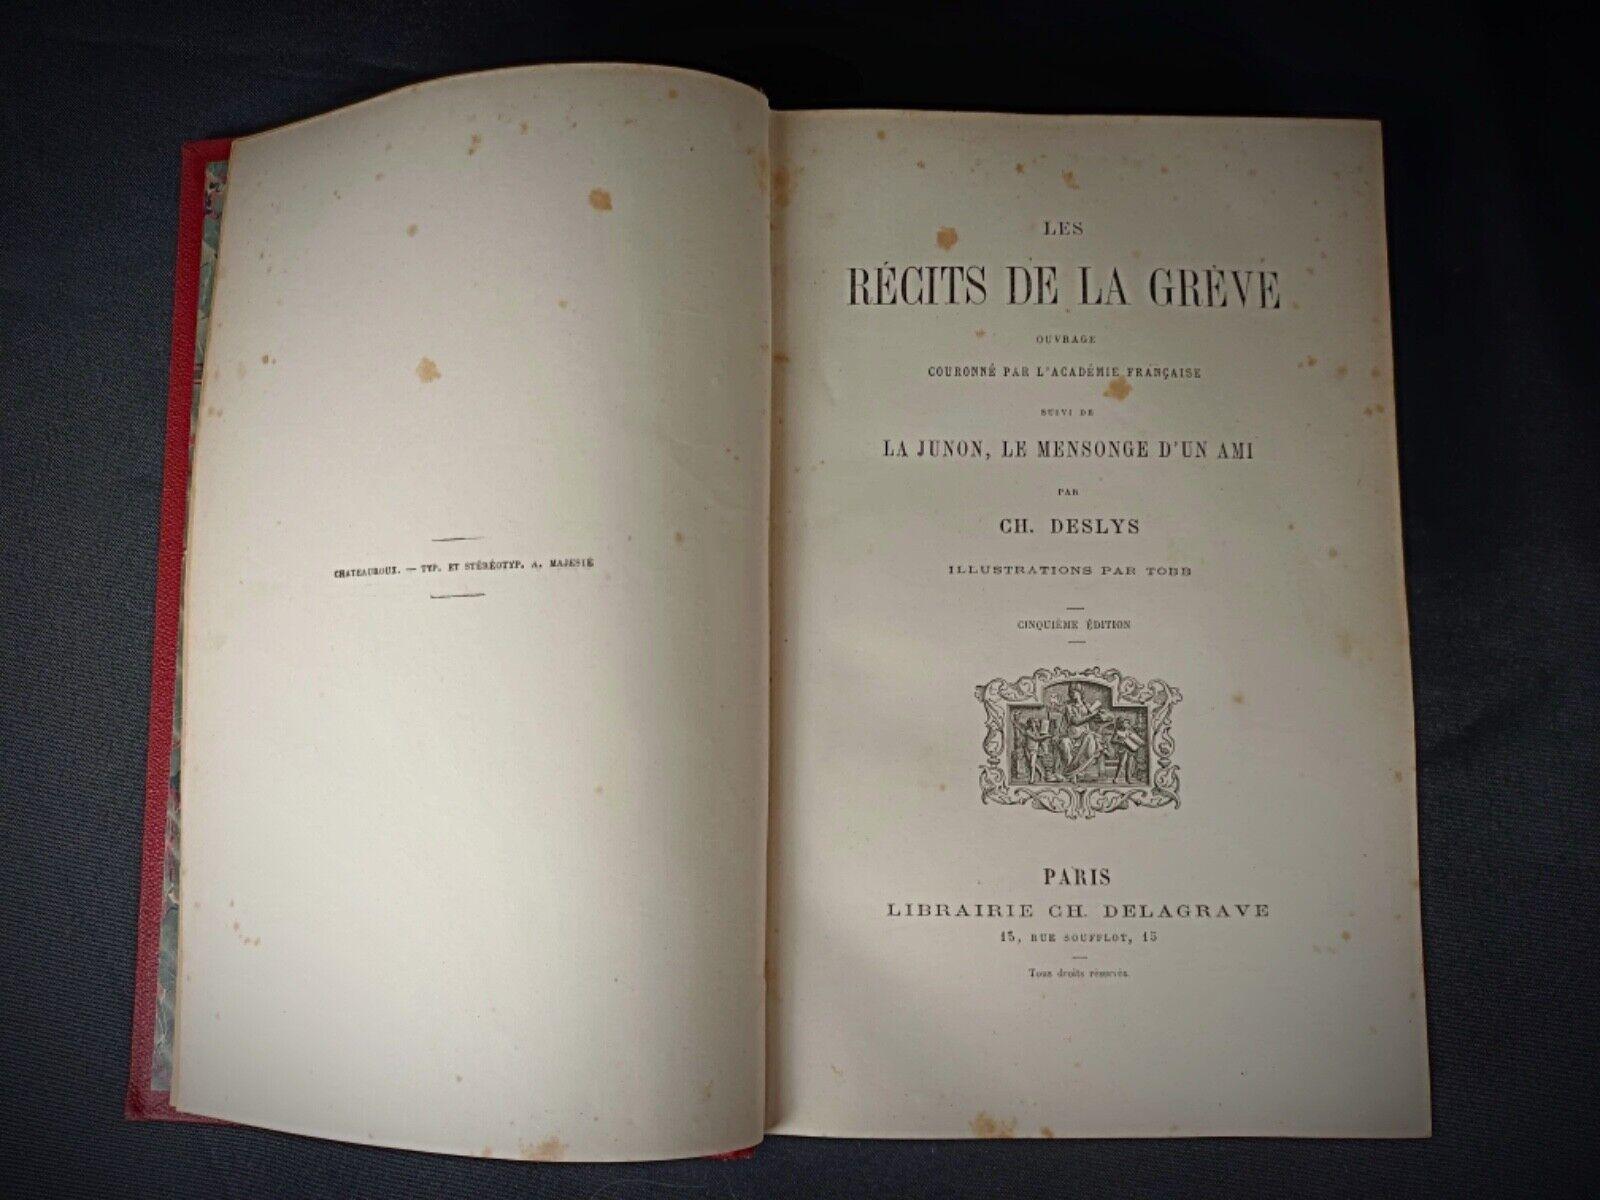 CHATEAUROUX. — TYP. ET STÉRÉOTYP. A. MAJESTÉ
LES
RÉCITS DE LA GRÈVE
OUVRAGE
COURONNÉ PAR L'ACADÉMIE FRANÇAISE
SUIVI DE
LA JUNON, LE MENSONGE D'UN AMI
PAR
CH. DESLYS
ILLUSTRATIONS PAR TOBB
CINQUIÈME ÉDITION
PARIS
LIBRAIRIE CH. DELAGRAVE
15, RUE SOUFFLOT, 15
Tous droits réservés.